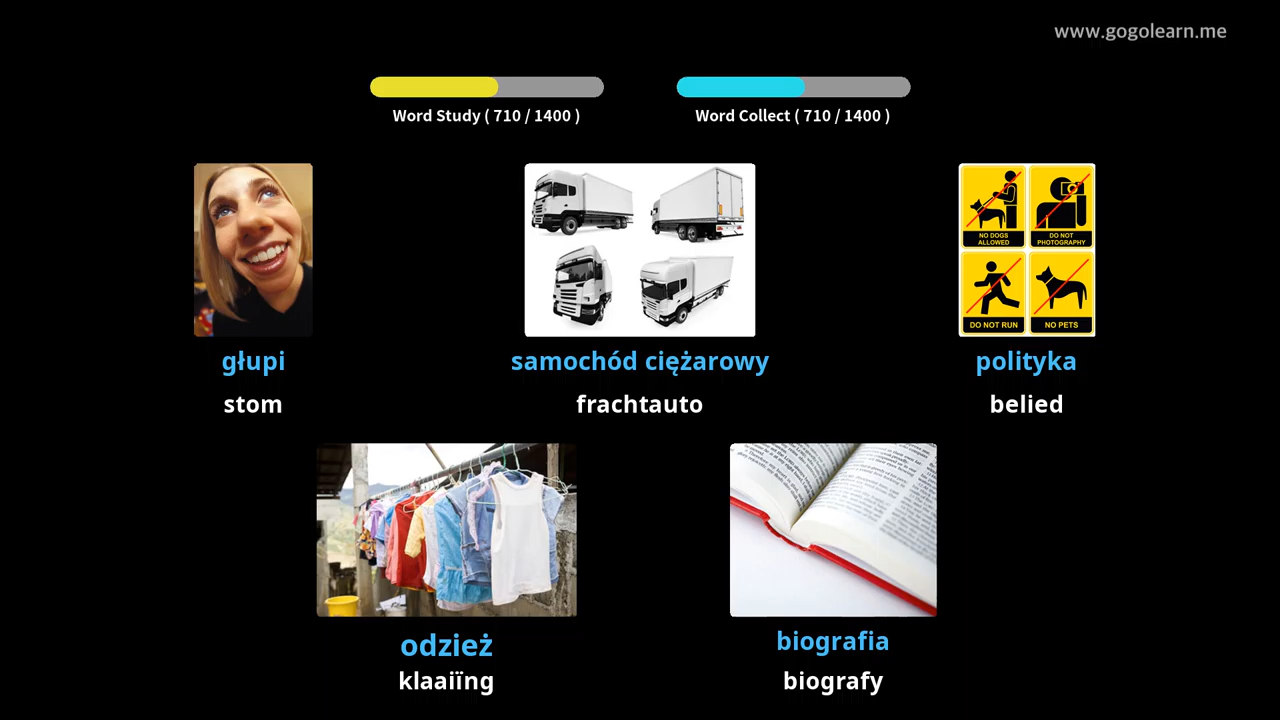 www.gogolearn.me
Word Study ( 710 / 1400 )
Word Collect ( 710 / 1400 )
NO DOGS
ALLOWED
DO NOT
PHOTOGRAPHY
DO NOT RUN
NO PETS
głupi
samochód ciężarowy
polityka
stom
frachtauto
belied
odzież
biografia
klaaiïng
biografy